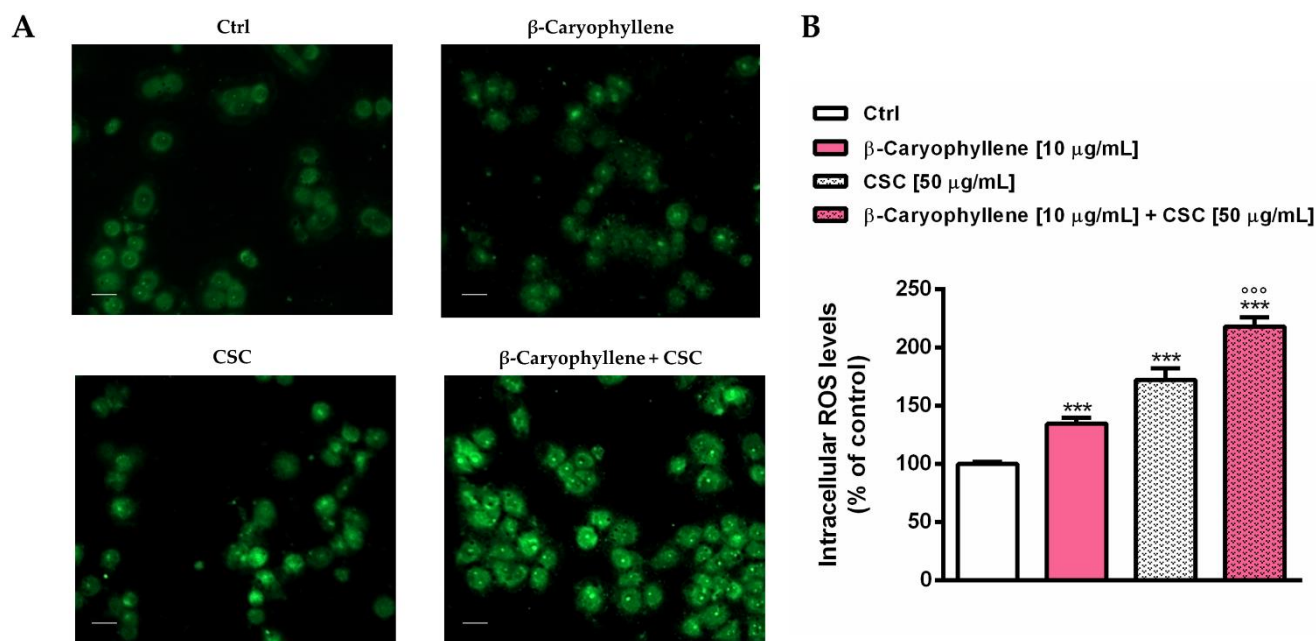 A
Ctrl
β-Caryophyllene
CSC
β-Caryophyllene + CSC
B
Ctrl
β-Caryophyllene [10 μg/mL]
CSC [50 μg/mL]
β-Caryophyllene [10 μg/mL] + CSC [50 μg/mL]
Intracellular ROS levels
(% of control)
250
200
150
100
50
0
***
***
°°°
***